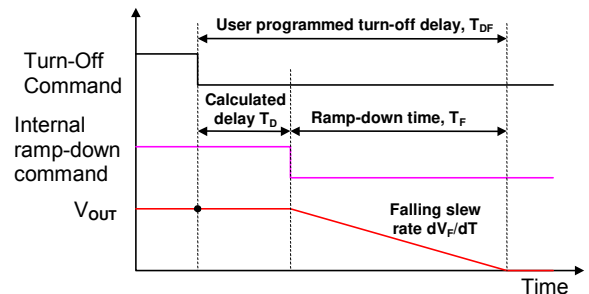 User programmed turn-off delay, TDF
Turn-Off
Command
Calculated
delay TD
Ramp-down time, TF
Internal
ramp-down
command
VOUT
Falling slew
rate dVF/dT
Time